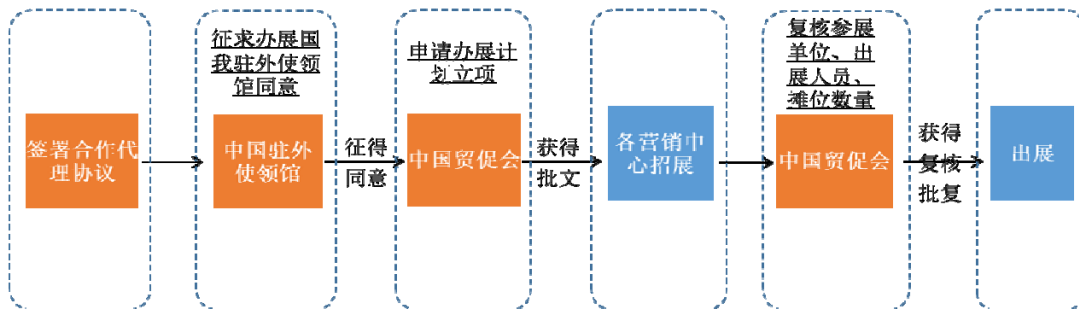 签署合作代
理协议
征求办展国
我驻外使领
馆同意
中国驻外
使领馆
征得
同意
申请办展计
划立项
中国贸促会
获得
批文
各营销中
心招展
复核参展
单位、出
展人员、
摊位数量
中国贸促会
获得
复核
批复
出展